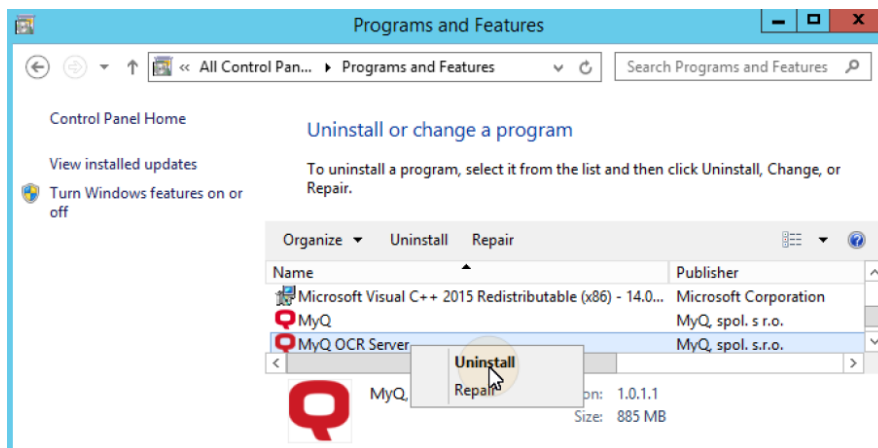 Programs and Features
X
« All Control Pan... Programs and Features
Search Programs and Features
Control Panel Home
View installed updates
Turn Windows features on or
off
Uninstall or change a program
To uninstall a program, select it from the list and then click Uninstall, Change, or
Repair.
Organize Uninstall Repair
Name Publisher
Microsoft Visual C++ 2015 Redistributable (x86) - 14.0... Microsoft Corporation
MyQ MyQ, spol. s r.o.
MyQ OCR Server MyQ, spol. s.r.o.
Uninstall
Repair
MyQ, on: 1.0.1.1
Size: 885 MB